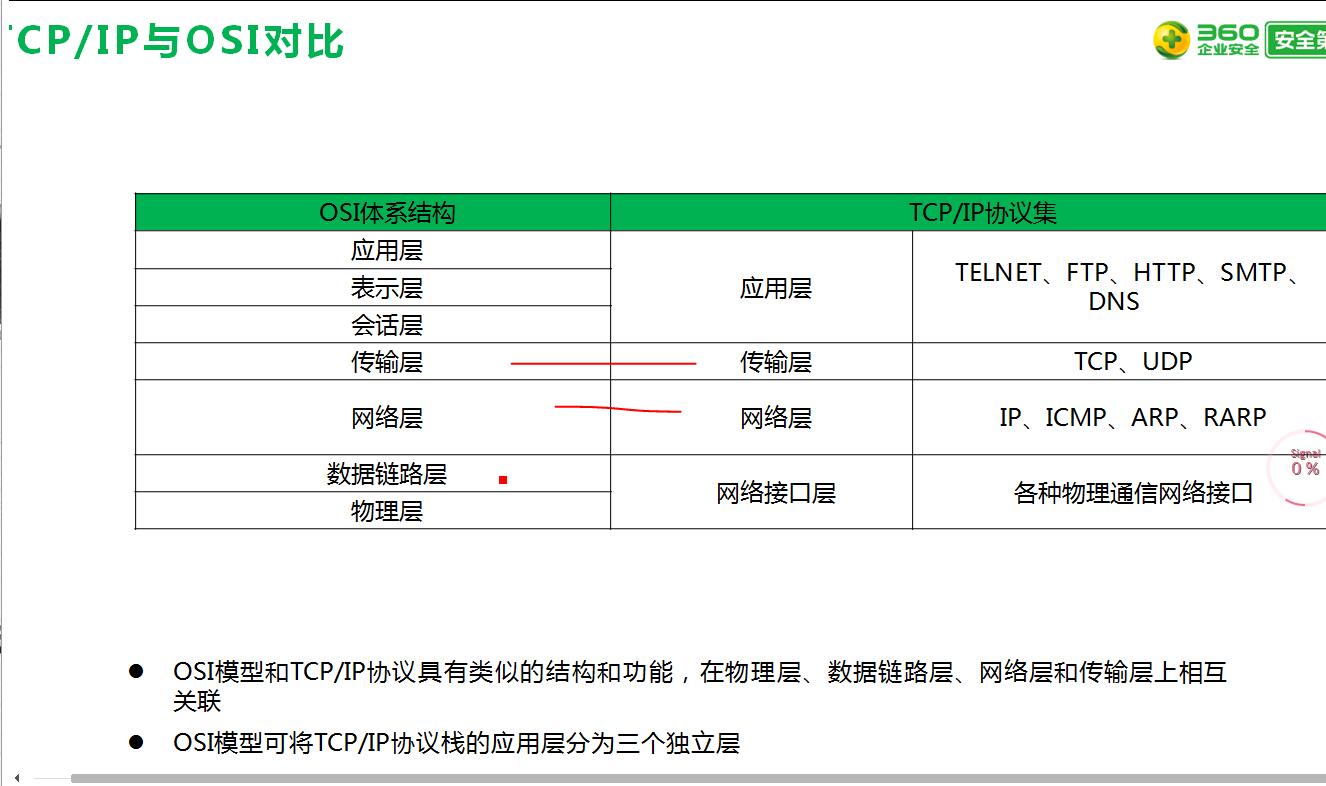 TCP/IP与OSI对比
360
企业安全
安全第
OSI体系结构
TCP/IP协议集
应用层
表示层
会话层
应用层
TELNET、FTP、HTTP、SMTP、
DNS
传输层
传输层
TCP、UDP
网络层
网络层
IP、ICMP、ARP、RARP
数据链路层
物理层
网络接口层
各种物理通信网络接口
Signal
0 %
● OSI模型和TCP/IP协议具有类似的结构和功能，在物理层、数据链路层、网络层和传输层上相互
关联
● OSI模型可将TCP/IP协议栈的应用层分为三个独立层